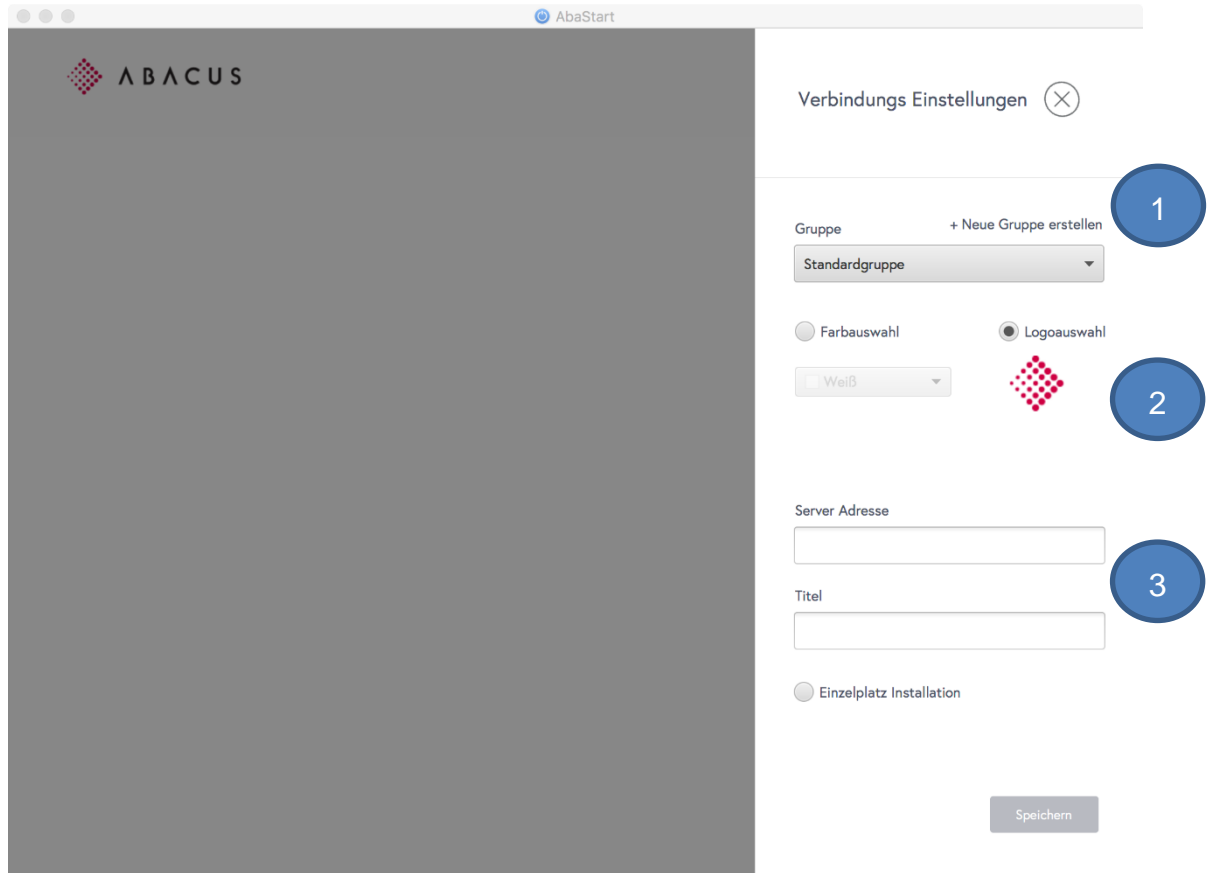 AbaStart
ABACUS
Verbindungs Einstellungen
1
Gruppe + Neue Gruppe erstellen
Standardgruppe
Farbauswahl Logoauswahl
Weiß
2
Server Adresse
3
Titel
Einzelplatz Installation
Speichern